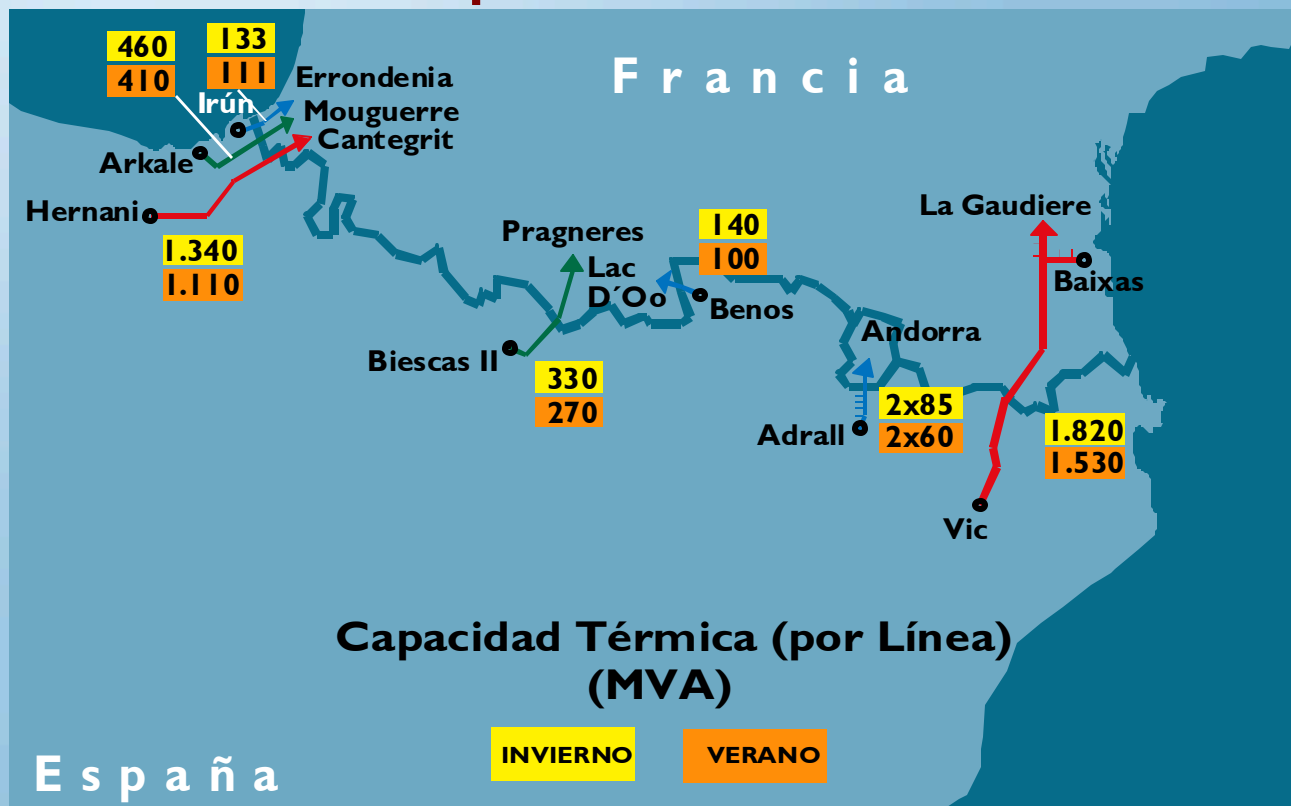 460
410
133
111
Francia
Errondenia
Irún
Mouguerre
Cantegrit
Arkale
Hernani
1.340
1.110
La Gaudiere
Baixas
Pragneres
Lac
D´Oo
140
100
Benos
Andorra
Biescas II
330
270
Adrall
2x85
2x60
1.820
1.530
Vic
Capacidad Térmica (por Línea)
(MVA)
INVIERNO
VERANO
España